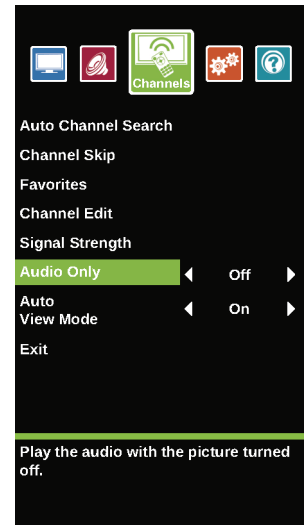 Channels
Auto Channel Search
Channel Skip
Favorites
Channel Edit
Signal Strength
Audio Only Off
Auto
View Mode On
Exit
Play the audio with the picture turned
off.